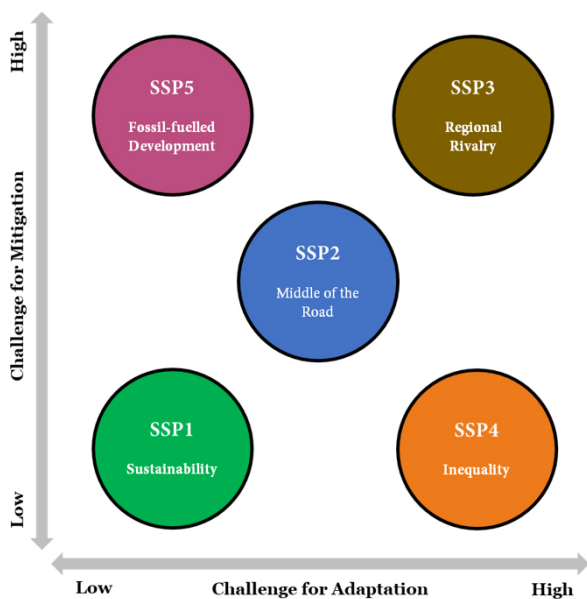 High
Challenge for Mitigation
Low
SSP5
Fossil-fuelled
Development
SSP3
Regional
Rivalry
SSP2
Middle of the
Road
SSP1
Sustainability
SSP4
Inequality
Low
Challenge for Adaptation
High